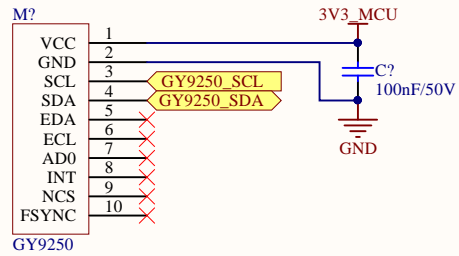 M?
3V3_MCU
VCC 1
GND 2
SCL 3 GY9250_SCL
SDA 4 GY9250_SDA
EDA 5
ECL 6
AD0 7
INT 8
NCS 9
FSYNC 10
GY9250
C?
100nF/50V
GND